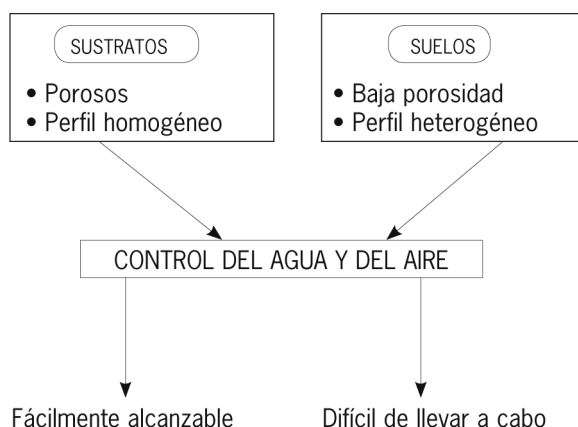 SUSTRATOS
• Porosos
• Perfil homogéneo
SUELOS
• Baja porosidad
• Perfil heterogéneo
CONTROL DEL AGUA Y DEL AIRE
Fácilmente alcanzable
Difícil de llevar a cabo